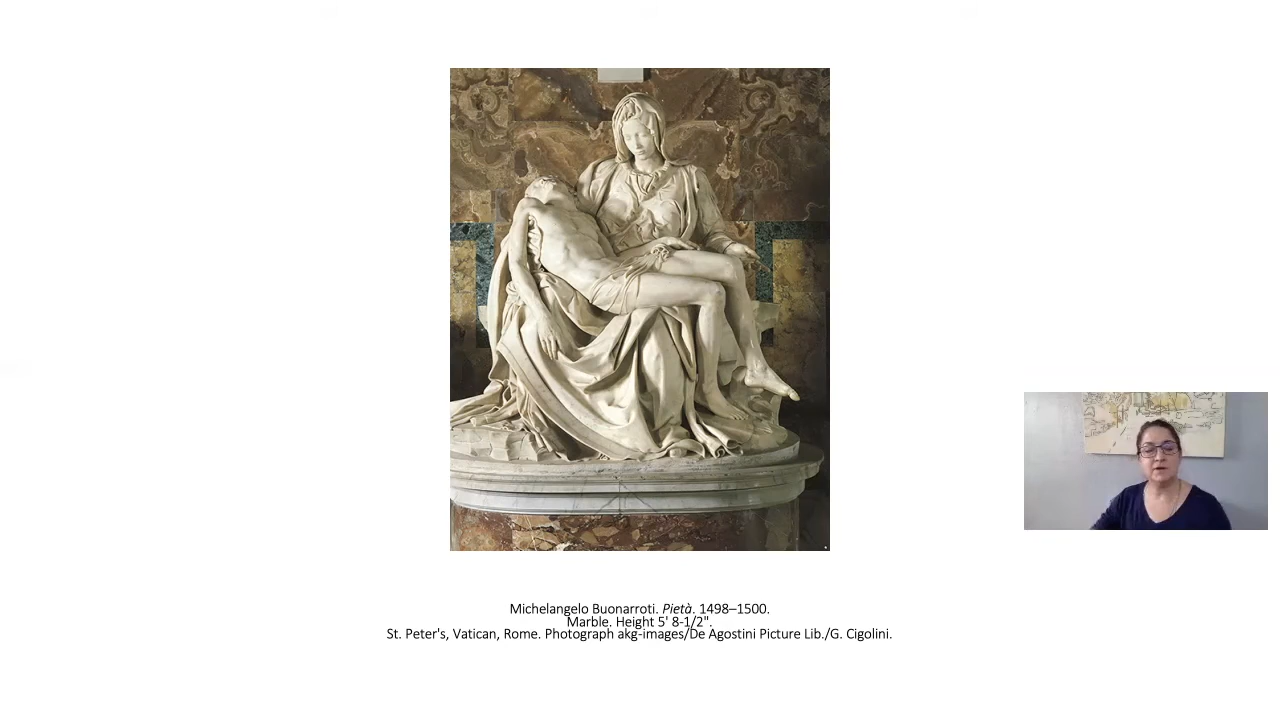 Michelangelo Buonarroti. Pietà. 1498–1500.
Marble. Height 5' 8-1/2".
St. Peter's, Vatican, Rome. Photograph akg-images/De Agostini Picture Lib./G. Cigolini.